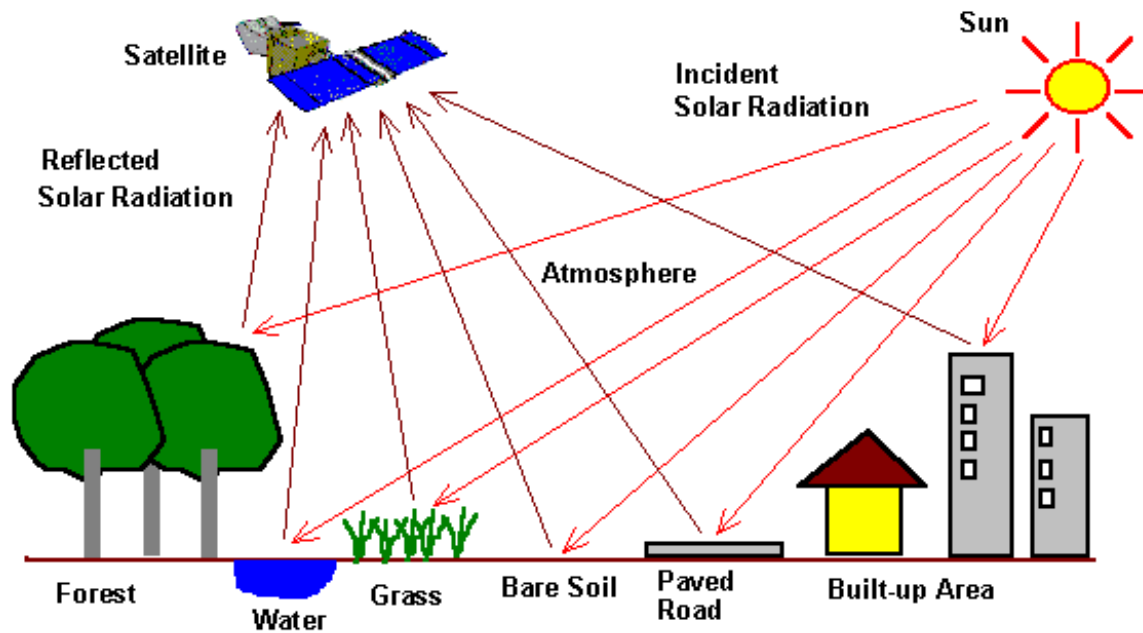 Sun
Satellite
Incident
Solar Radiation
Reflected
Solar Radiation
Atmosphere
Forest
Water
Grass
Bare Soil
Paved
Road
Built-up Area